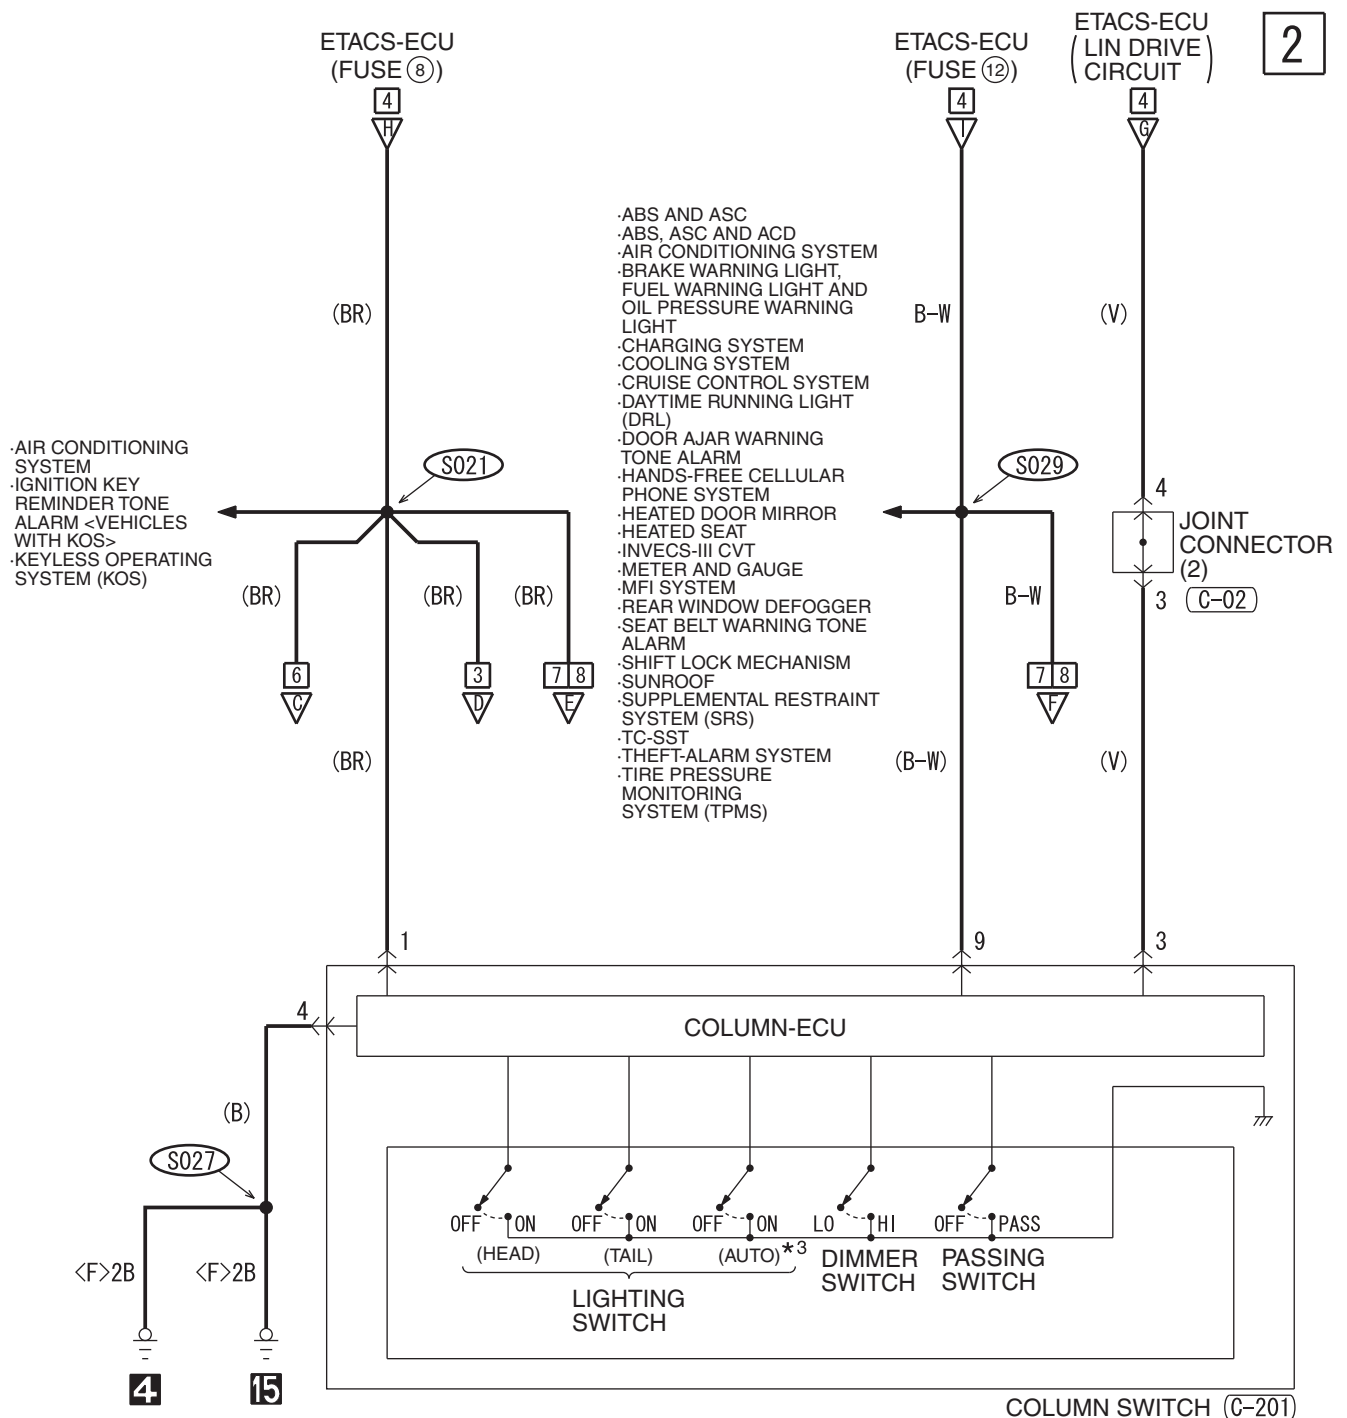 ETACS-ECU
(FUSE ⑧)
4
H
ETACS-ECU
(FUSE ⑫)
4
I
ETACS-ECU
(LIN DRIVE
CIRCUIT)
4
G
2
(BR)
·ABS AND ASC
·ABS, ASC AND ACD
·AIR CONDITIONING SYSTEM
·BRAKE WARNING LIGHT,
FUEL WARNING LIGHT AND
OIL PRESSURE WARNING
LIGHT
·CHARGING SYSTEM
·COOLING SYSTEM
·CRUISE CONTROL SYSTEM
·DAYTIME RUNNING LIGHT
(DRL)
·DOOR AJAR WARNING
TONE ALARM
·HANDS-FREE CELLULAR
PHONE SYSTEM
·HEATED DOOR MIRROR
·HEATED SEAT
·INVECS-III CVT
·METER AND GAUGE
·MFI SYSTEM
·REAR WINDOW DEFOGGER
·SEAT BELT WARNING TONE
ALARM
·SHIFT LOCK MECHANISM
·SUNROOF
·SUPPLEMENTAL RESTRAINT
SYSTEM (SRS)
·TC-SST
·THEFT-ALARM SYSTEM
·TIRE PRESSURE
MONITORING
SYSTEM (TPMS)
B-W
(V)
·AIR CONDITIONING
SYSTEM
·IGNITION KEY
REMINDER TONE
ALARM <VEHICLES
WITH KOS>
·KEYLESS OPERATING
SYSTEM (KOS)
S021
S029
4
JOINT
CONNECTOR
(2)
3
C-02
(BR)
(BR)
(BR)
B-W
6
C
3
D
7 8
E
7 8
F
(BR)
(B-W)
(V)
1
9
3
4
COLUMN-ECU
(B)
S027
OFF ON
(HEAD)
OFF ON
(TAIL)
OFF ON
(AUTO)*3
LO HI
DIMMER
SWITCH
OFF PASS
PASSING
SWITCH
LIGHTING
SWITCH
<F>2B
<F>2B
4
15
COLUMN SWITCH (C-201)